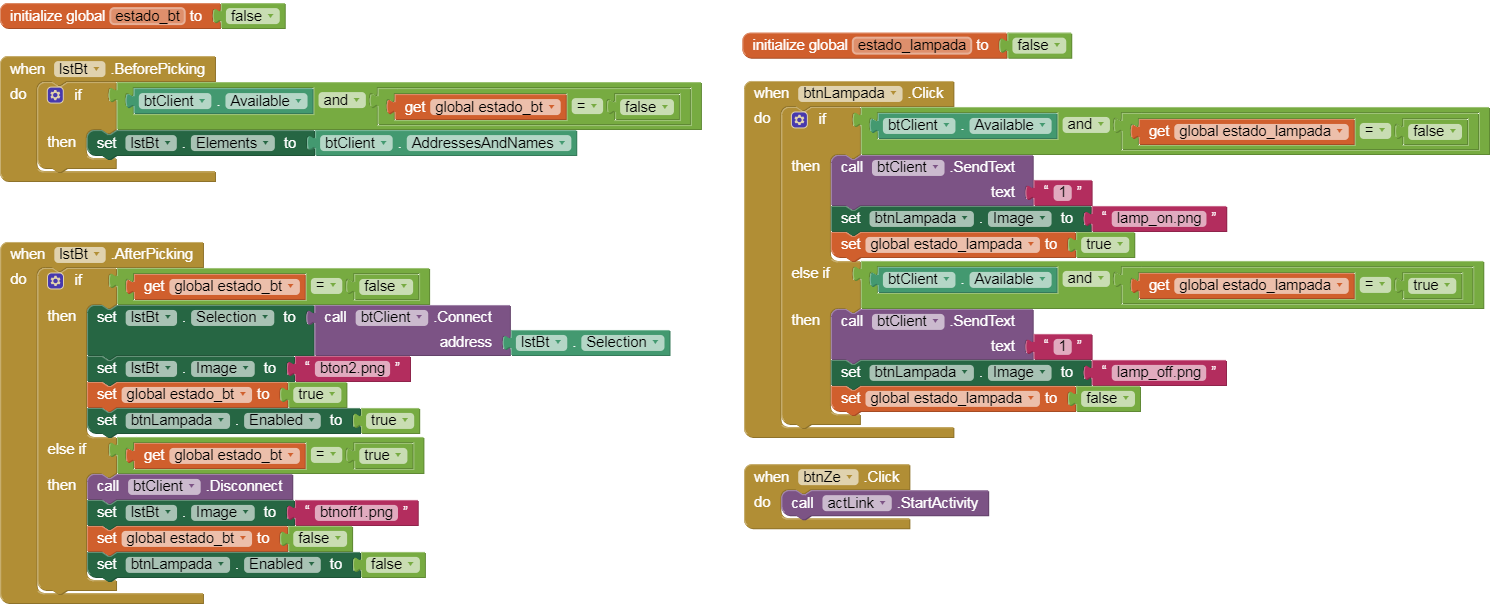 initialize global estado_bt to false
when lstBt .BeforePicking
do if btClient . Available and get global estado_bt = false
then set lstBt . Elements to btClient . AddressesAndNames
when lstBt .AfterPicking
do if get global estado_bt = false
then set lstBt . Selection to call btClient .Connect
address lstBt . Selection
set lstBt . Image to “ bton2.png ”
set global estado_bt to true
set btnLampada . Enabled to true
else if get global estado_bt = true
then call btClient .Disconnect
set lstBt . Image to “ btnoff1.png ”
set global estado_bt to false
set btnLampada . Enabled to false
initialize global estado_lampada to false
when btnLampada .Click
do if btClient . Available and get global estado_lampada = false
then call btClient .SendText
text “ 1 ”
set btnLampada . Image to “ lamp_on.png ”
set global estado_lampada to true
else if btClient . Available and get global estado_lampada = true
then call btClient .SendText
text “ 1 ”
set btnLampada . Image to “ lamp_off.png ”
set global estado_lampada to false
when btnZe .Click
do call actLink .StartActivity